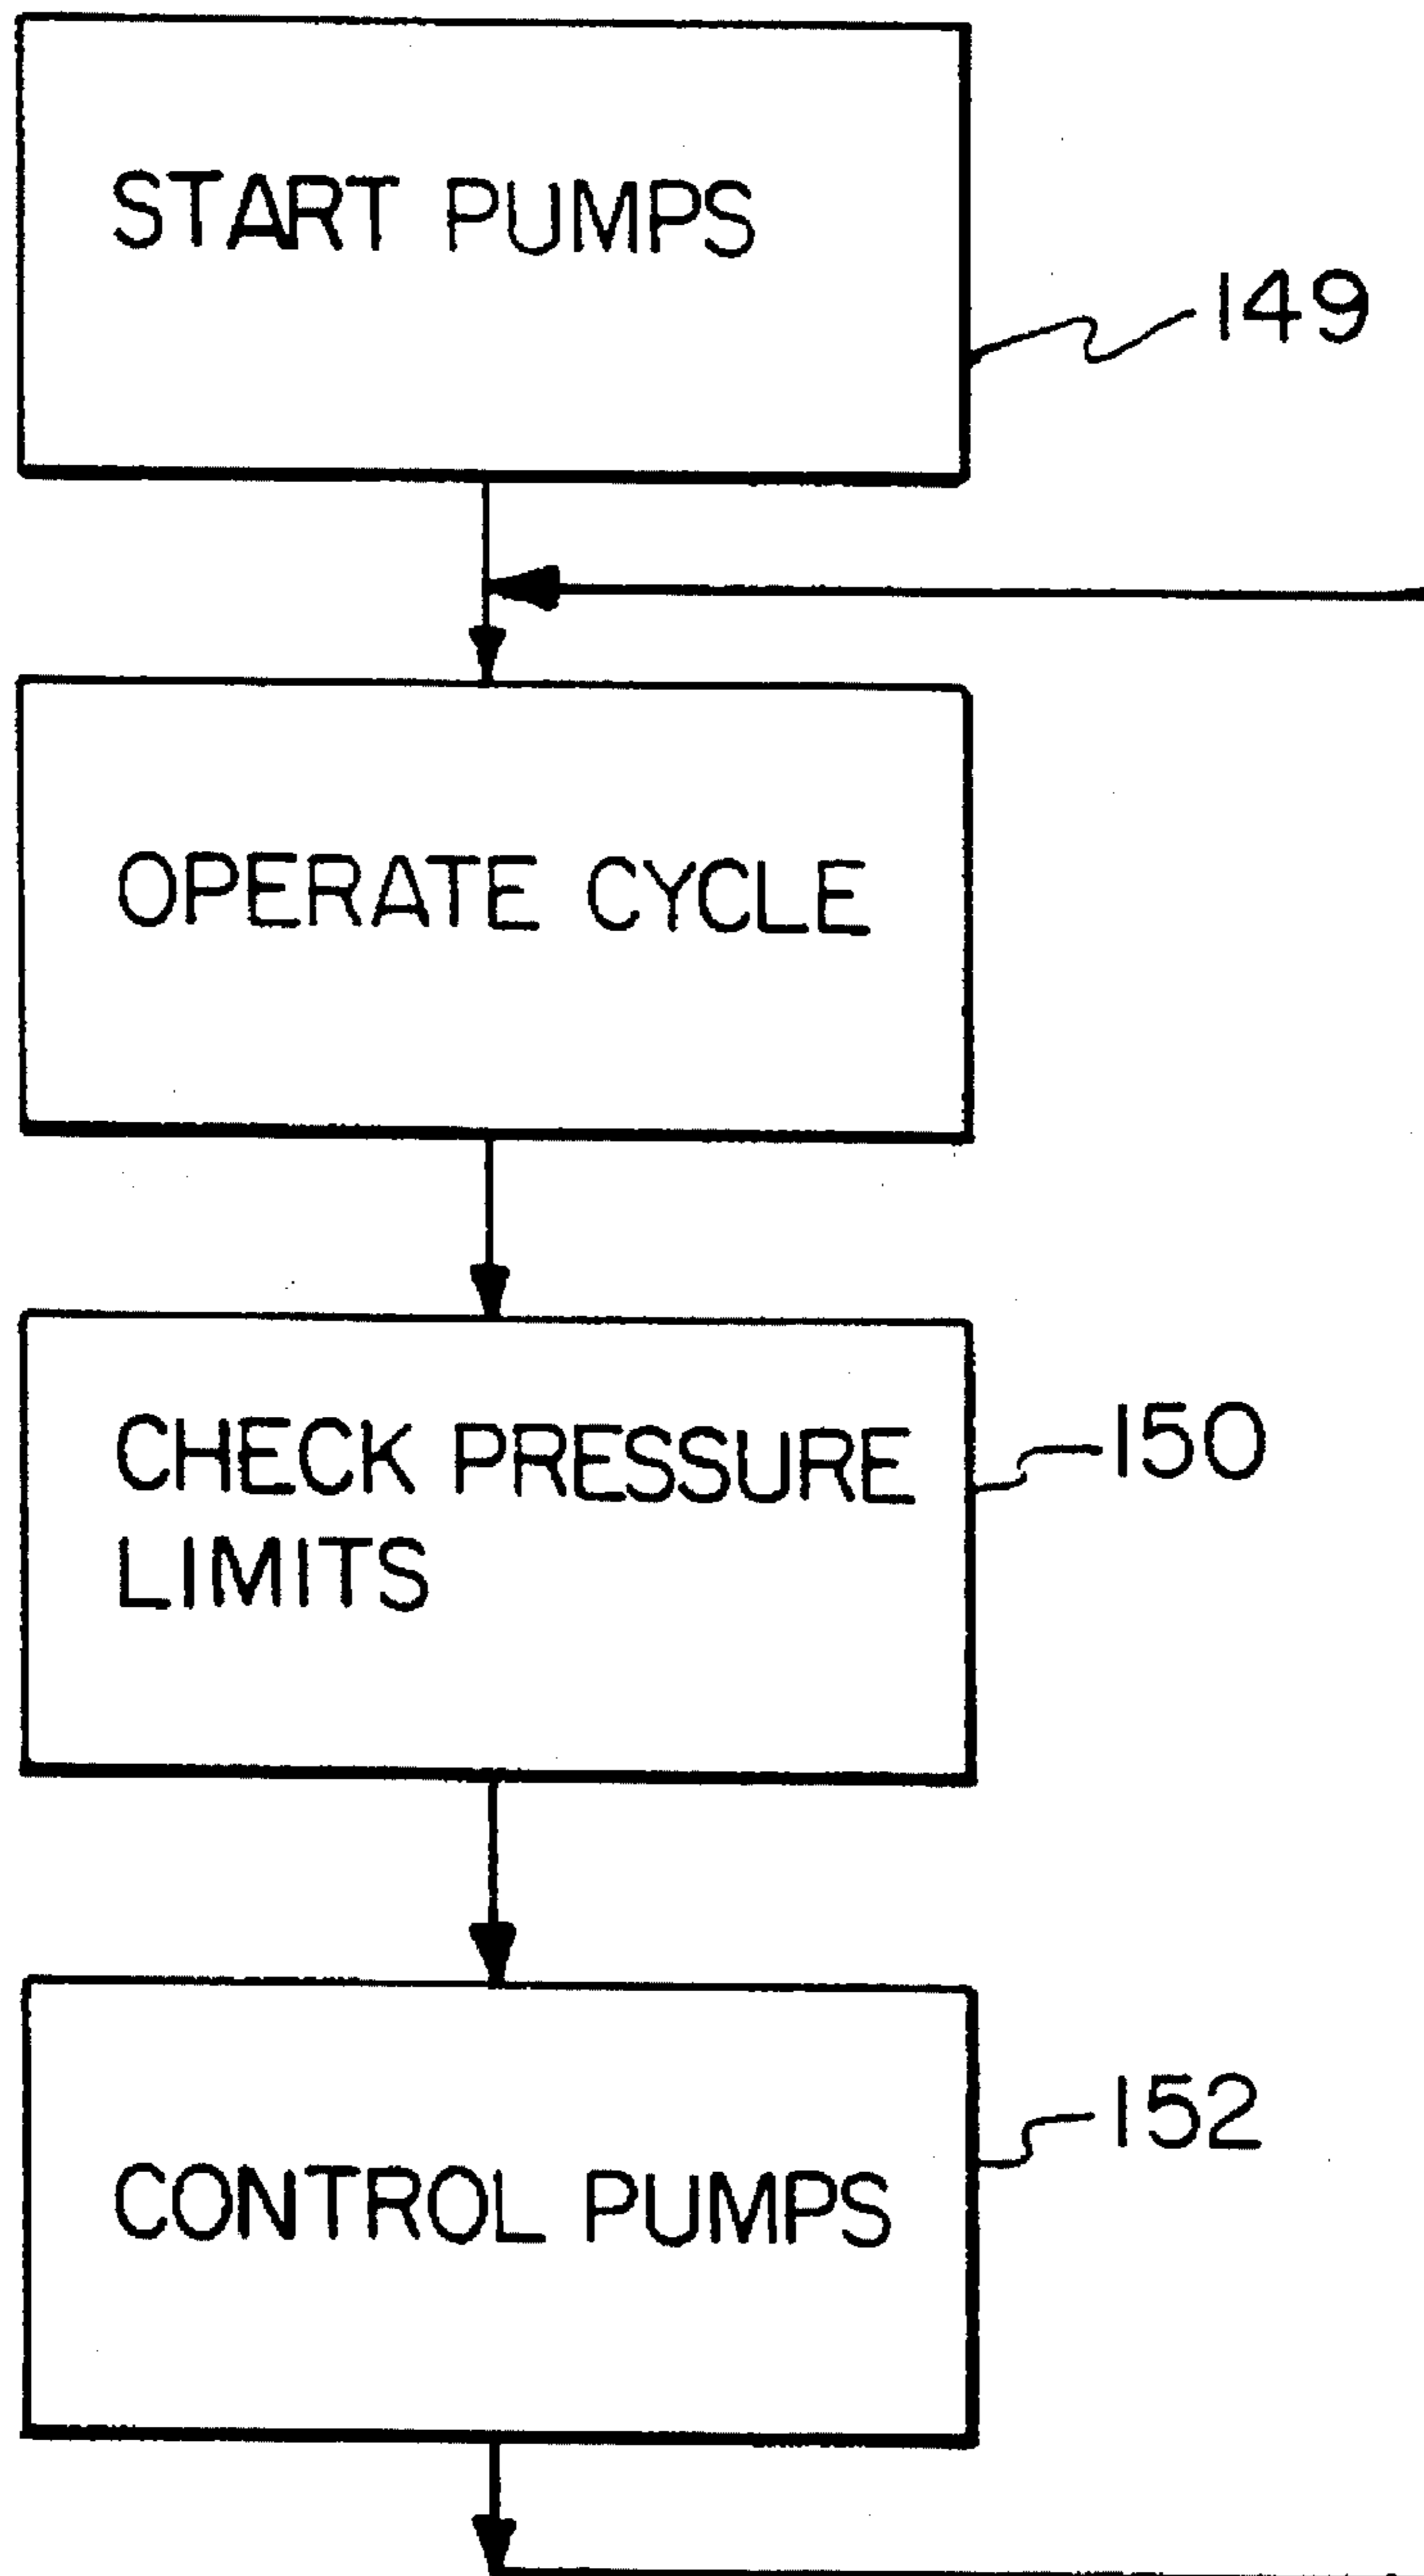 START PUMPS
149
OPERATE CYCLE
CHECK PRESSURE
LIMITS
150
CONTROL PUMPS
152